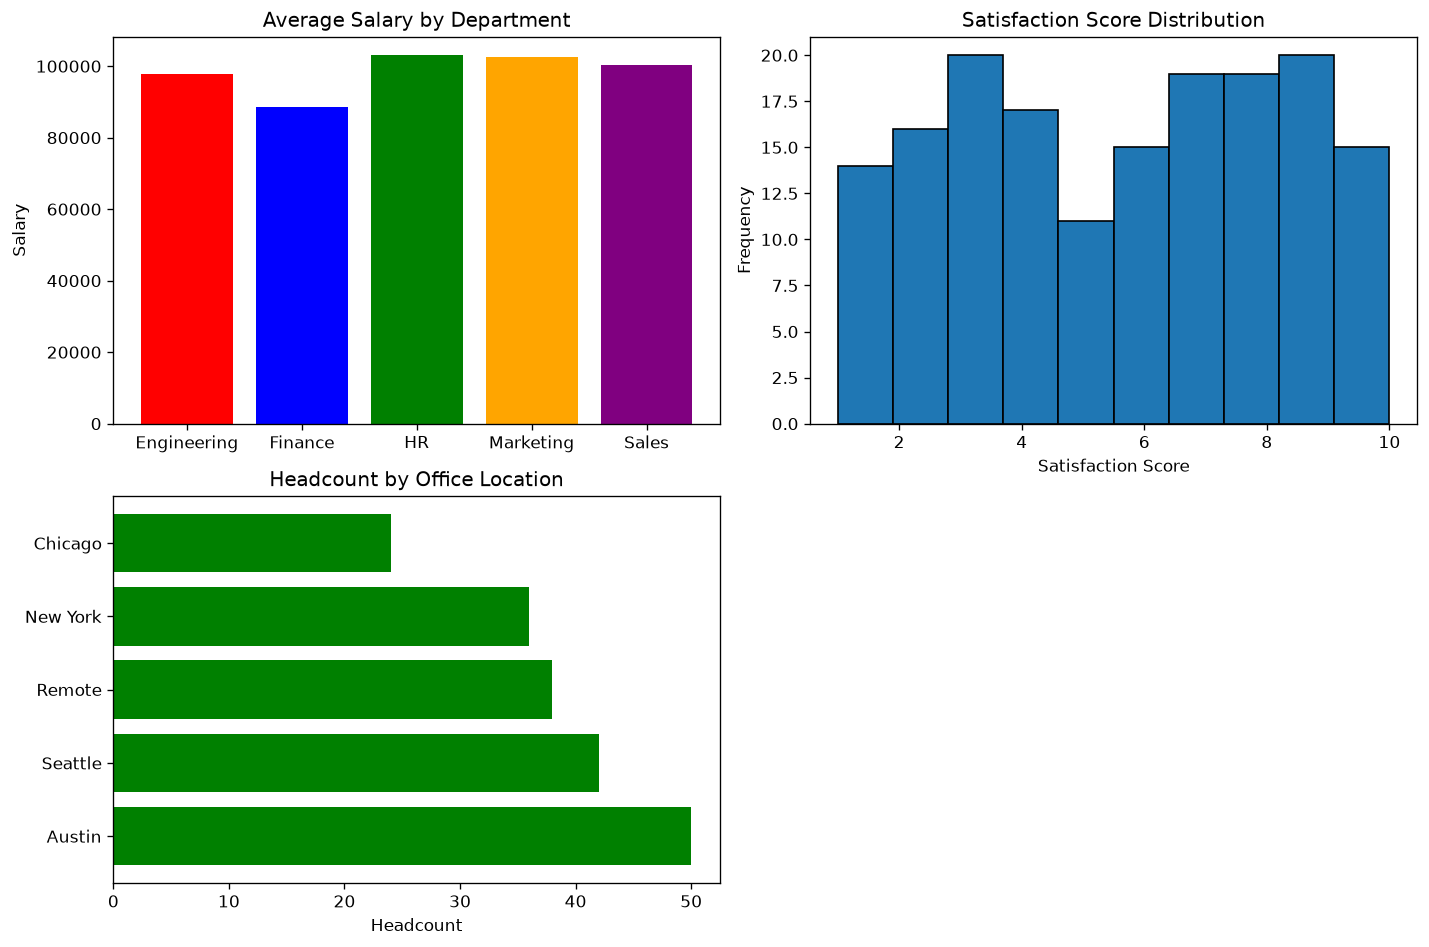 Average Salary by Department
Salary
100000
80000
60000
40000
20000
0
Engineering Finance HR Marketing Sales
Satisfaction Score Distribution
Frequency
20.0
17.5
15.0
12.5
10.0
7.5
5.0
2.5
0.0
2 4 6 8 10
Satisfaction Score
Headcount by Office Location
Chicago
New York
Remote
Seattle
Austin
0 10 20 30 40 50
Headcount